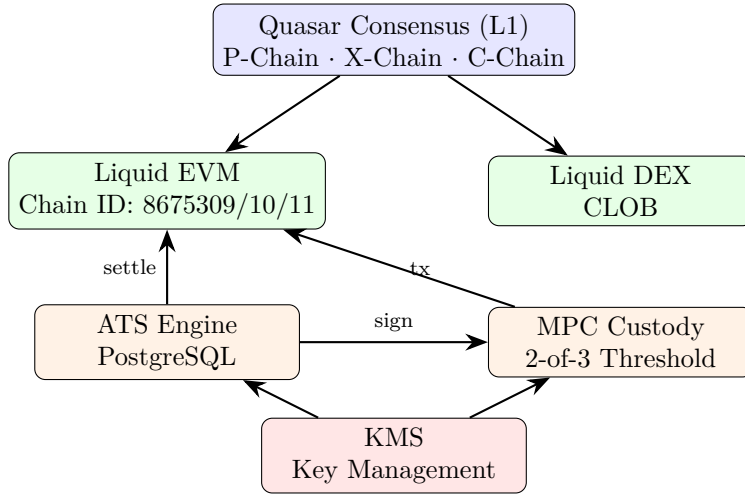 Quasar Consensus (L1)
P-Chain · X-Chain · C-Chain
Liquid EVM
Chain ID: 8675309/10/11
Liquid DEX
CLOB
settle
tx
ATS Engine
PostgreSQL
sign
MPC Custody
2-of-3 Threshold
KMS
Key Management